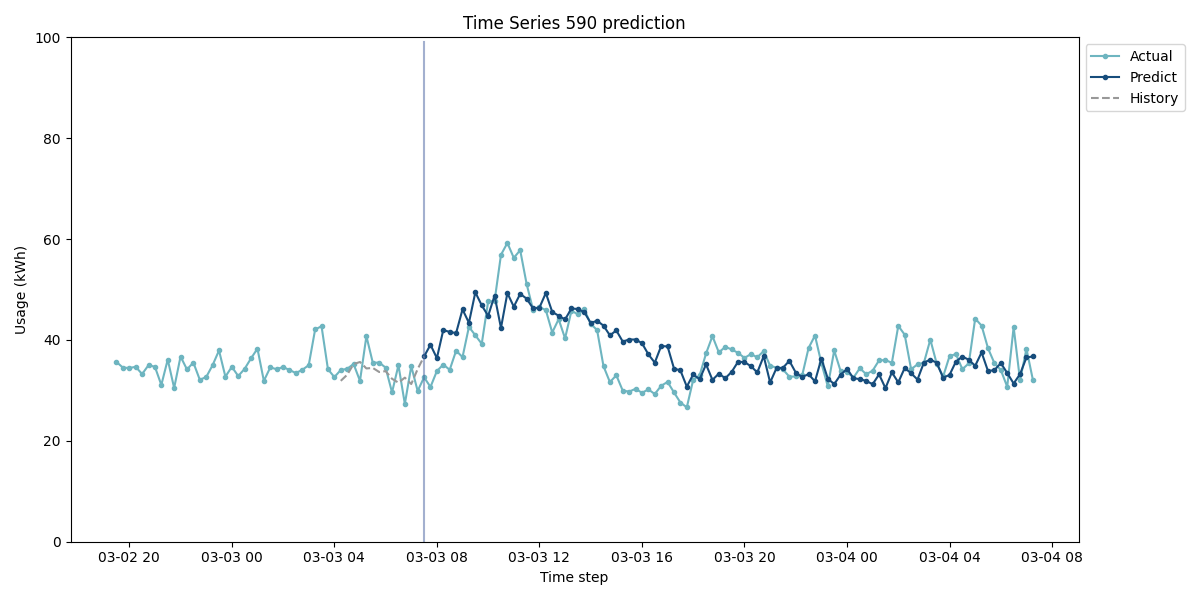 Time Series 590 prediction
Usage (kWh)
100
80
60
40
20
0
03-02 20
03-03 00
03-03 04
03-03 08
03-03 12
03-03 16
03-03 20
03-04 00
03-04 04
03-04 08
Time step
Actual
Predict
History